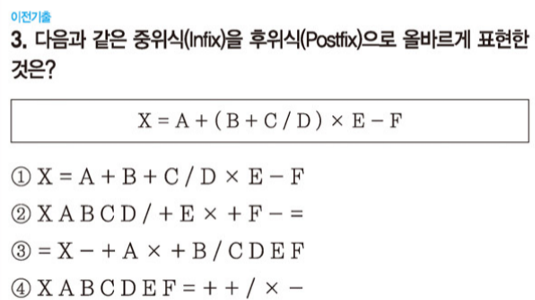 이전기출
3. 다음과 같은 중위식(Infix)을 후위식(Postfix)으로 올바르게 표현한
것은?
X = A + ( B + C / D ) × E − F
① X = A + B + C / D × E − F
② X A B C D / + E × + F − =
③ = X − + A × + B / C D E F
④ X A B C D E F = + + / × −